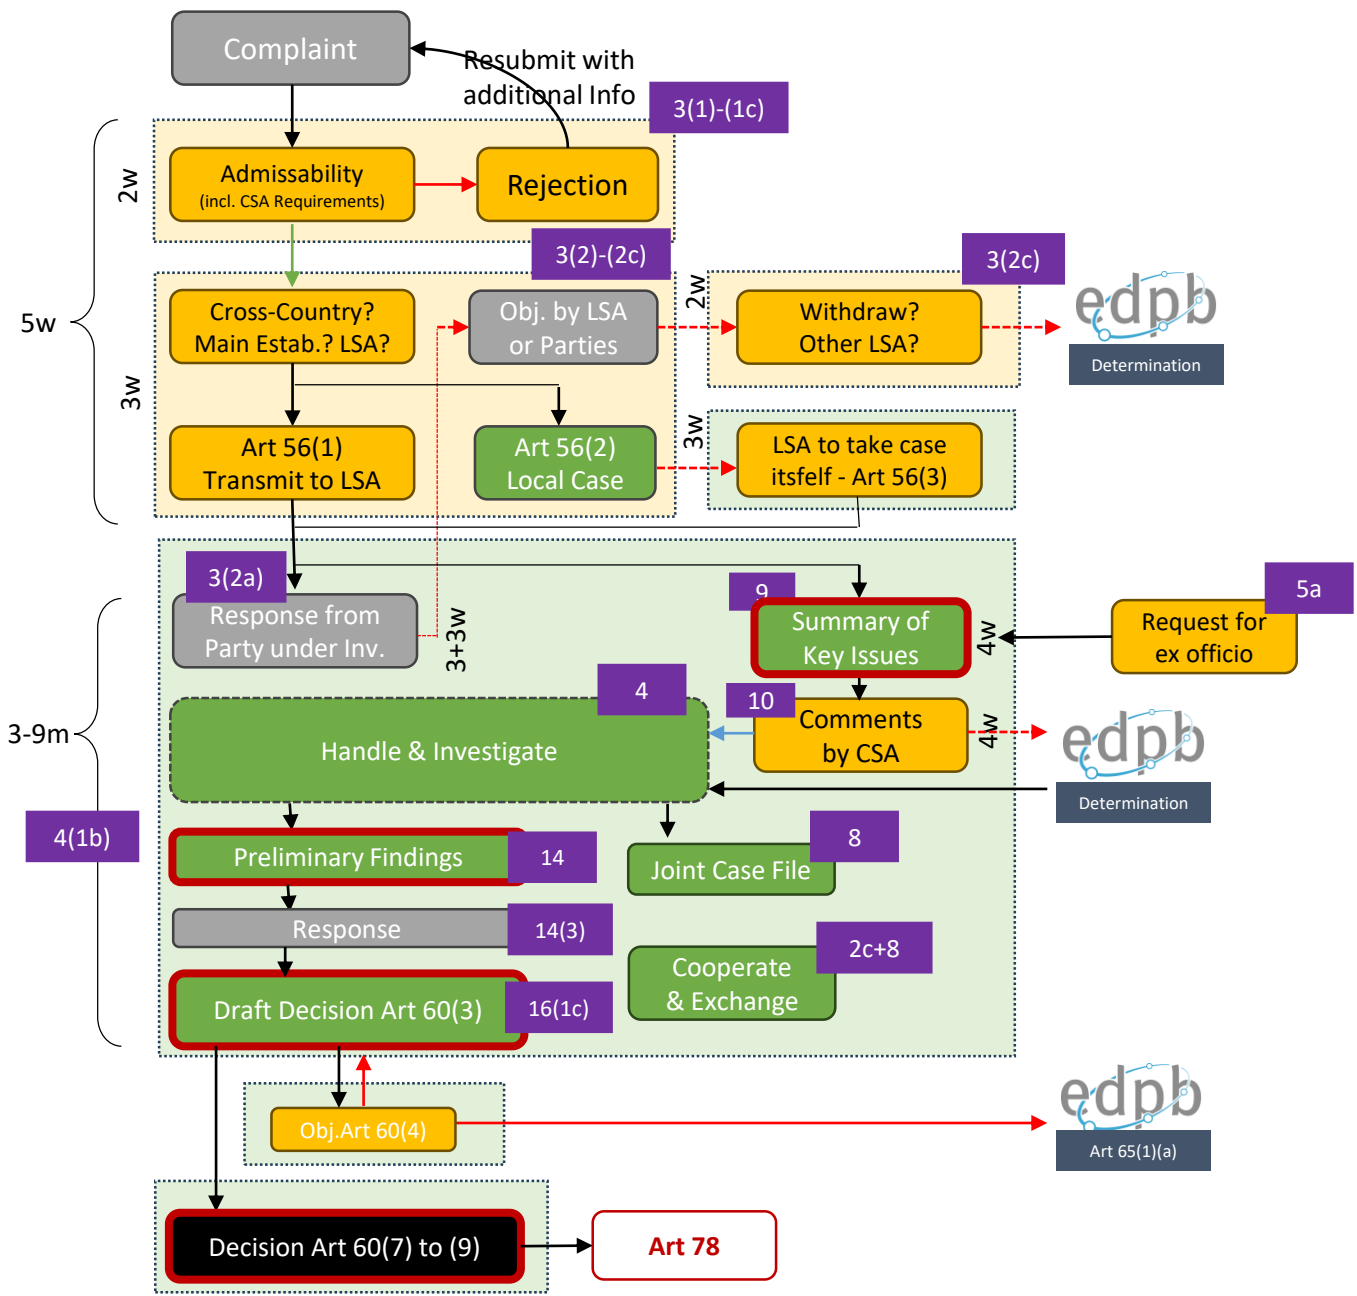 Complaint
Resubmit with
additional Info
3(1)-(1c)
2w
Admissability
(incl. CSA Requirements)
Rejection
3(2)-(2c)
3(2c)
5w
3w
Cross-Country?
Main Estab.? LSA?
Obj. by LSA
or Parties
2w
Withdraw?
Other LSA?
edpb
Determination
Art 56(1)
Transmit to LSA
Art 56(2)
Local Case
3w
LSA to take case
itsfelf - Art 56(3)
3(2a)
Response from
Party under Inv.
3+3w
9
Summary of
Key Issues
4w
5a
Request for
ex officio
3-9m
4(1b)
4
Handle & Investigate
10
Comments
by CSA
4w
edpb
Determination
Preliminary Findings
14
8
Joint Case File
Response
14(3)
2c+8
Cooperate
& Exchange
Draft Decision Art 60(3)
16(1c)
Obj.Art 60(4)
edpb
Art 65(1)(a)
Decision Art 60(7) to (9)
Art 78